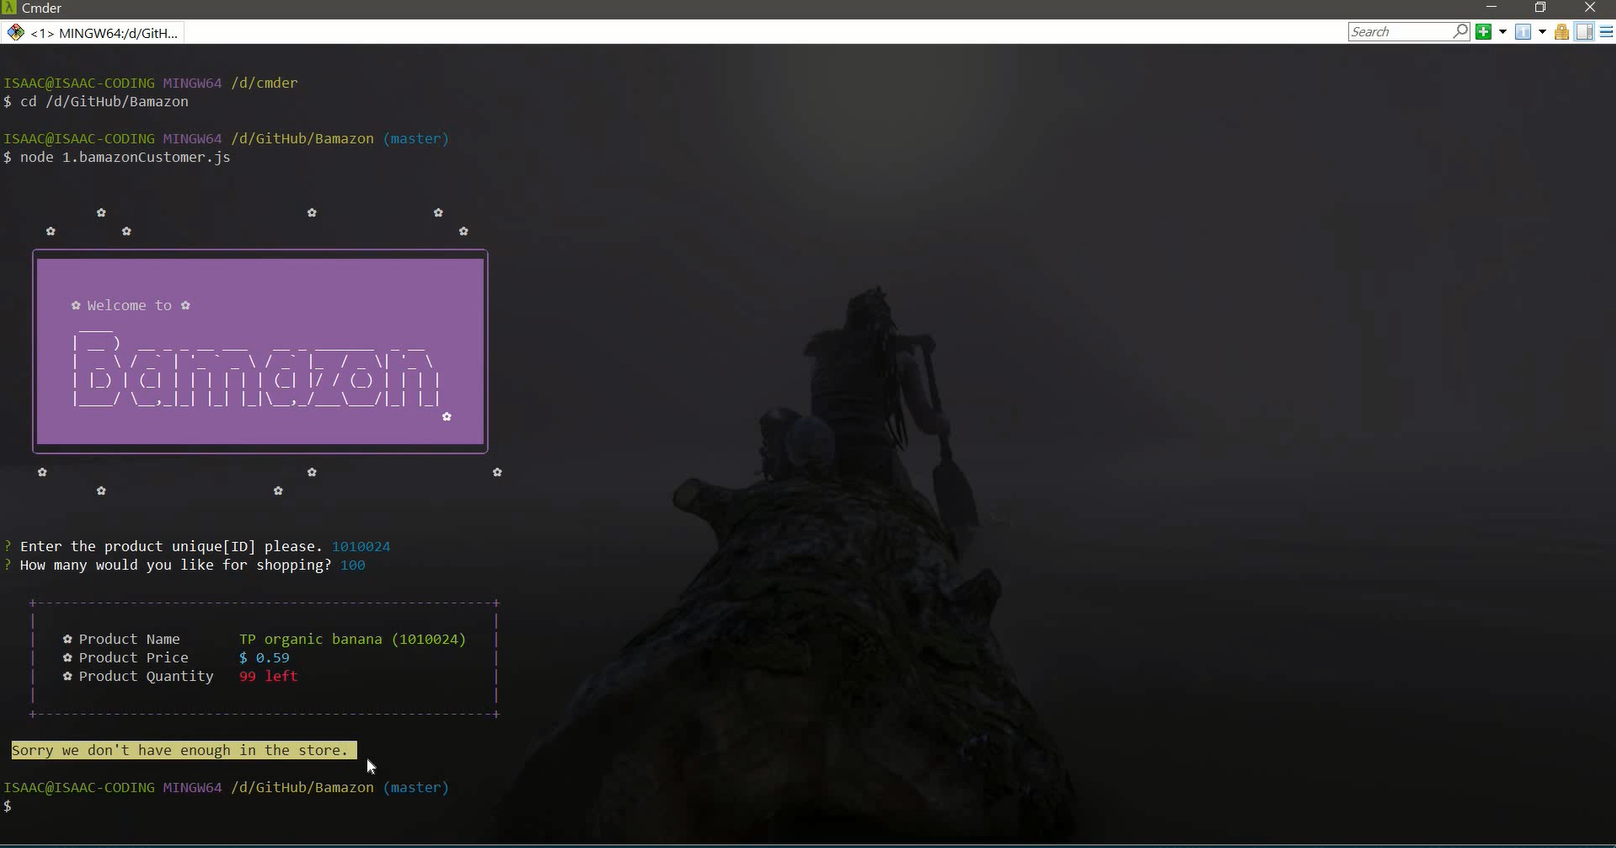 Cmder
<1> MINGW64:/d/GitH...
Search
ISAAC@ISAAC-CODING MINGW64 /d/cmder
$ cd /d/GitHub/Bamazon
ISAAC@ISAAC-CODING MINGW64 /d/GitHub/Bamazon (master)
$ node 1.bamazonCustomer.js
✿ Welcome to ✿
Bamazon
? Enter the product unique[ID] please. 1010024
? How many would you like for shopping? 100
✿ Product Name TP organic banana (1010024)
✿ Product Price $ 0.59
✿ Product Quantity 99 left
Sorry we don't have enough in the store.
ISAAC@ISAAC-CODING MINGW64 /d/GitHub/Bamazon (master)
$